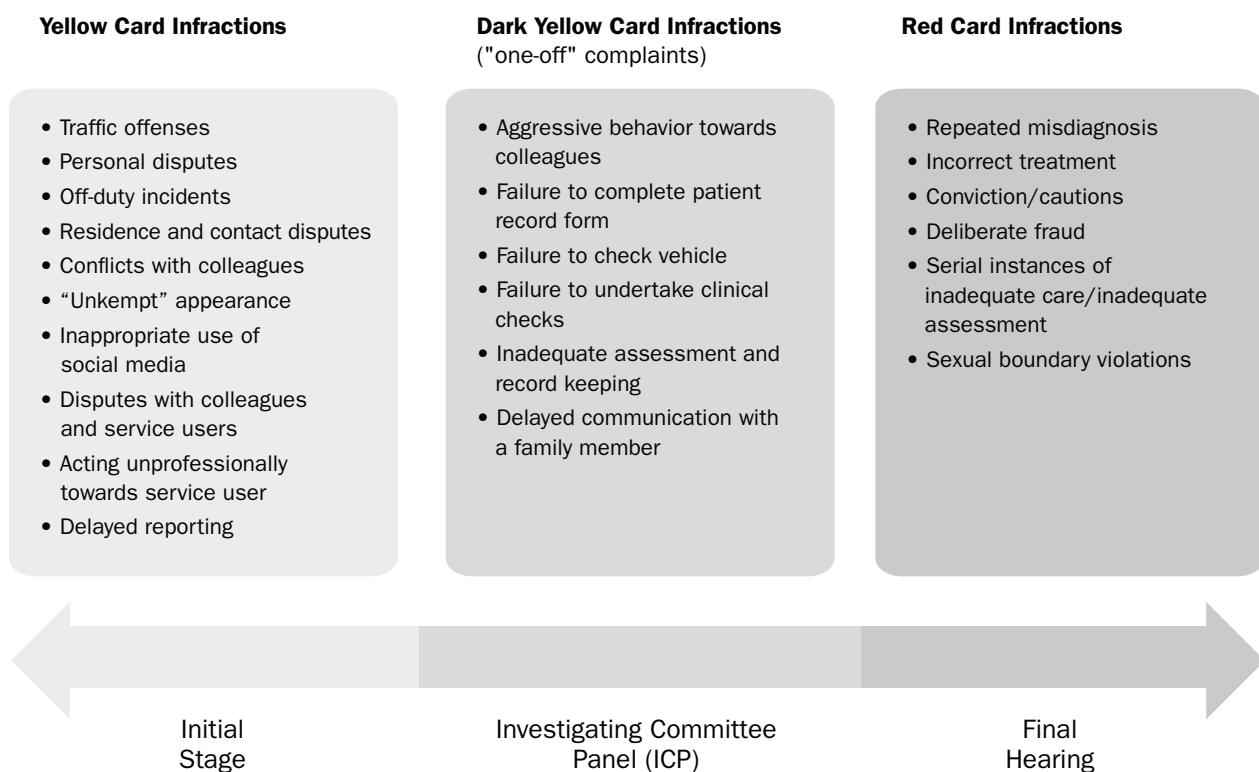 Yellow Card Infractions
• Traffic offenses
• Personal disputes
• Off-duty incidents
• Residence and contact disputes
• Conflicts with colleagues
• “Unkempt” appearance
• Inappropriate use of
social media
• Disputes with colleagues
and service users
• Acting unprofessionally
towards service user
• Delayed reporting
Dark Yellow Card Infractions
("one-off" complaints)
• Aggressive behavior towards
colleagues
• Failure to complete patient
record form
• Failure to check vehicle
• Failure to undertake clinical
checks
• Inadequate assessment and
record keeping
• Delayed communication with
a family member
Red Card Infractions
• Repeated misdiagnosis
• Incorrect treatment
• Conviction/cautions
• Deliberate fraud
• Serial instances of
inadequate care/inadequate
assessment
• Sexual boundary violations
Initial
Stage
Investigating Committee
Panel (ICP)
Final
Hearing